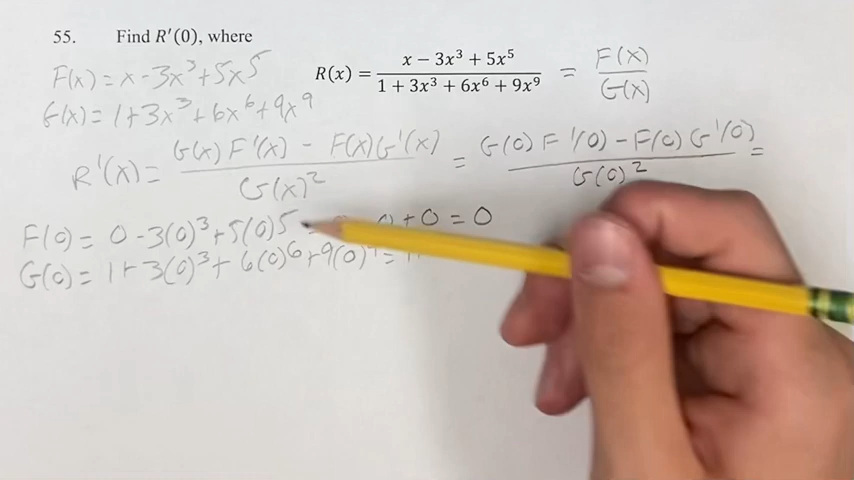 55. Find R'(0), where
R(x) = x − 3x³ + 5x⁵ / 1 + 3x³ + 6x⁶ + 9x⁹ = F(x) / G(x)
F(x) = x - 3x³ + 5x⁵
G(x) = 1 + 3x³ + 6x⁶ + 9x⁹
R'(x) = G(x) F'(x) - F(x) G'(x) / G(x)² = G(0) F'(0) - F(0) G'(0) / G(0)² =
F(0) = 0 - 3(0)³ + 5(0)⁵ + 0 = 0
G(0) = 1 + 3(0)³ + 6(0)⁶ + 9(0) =